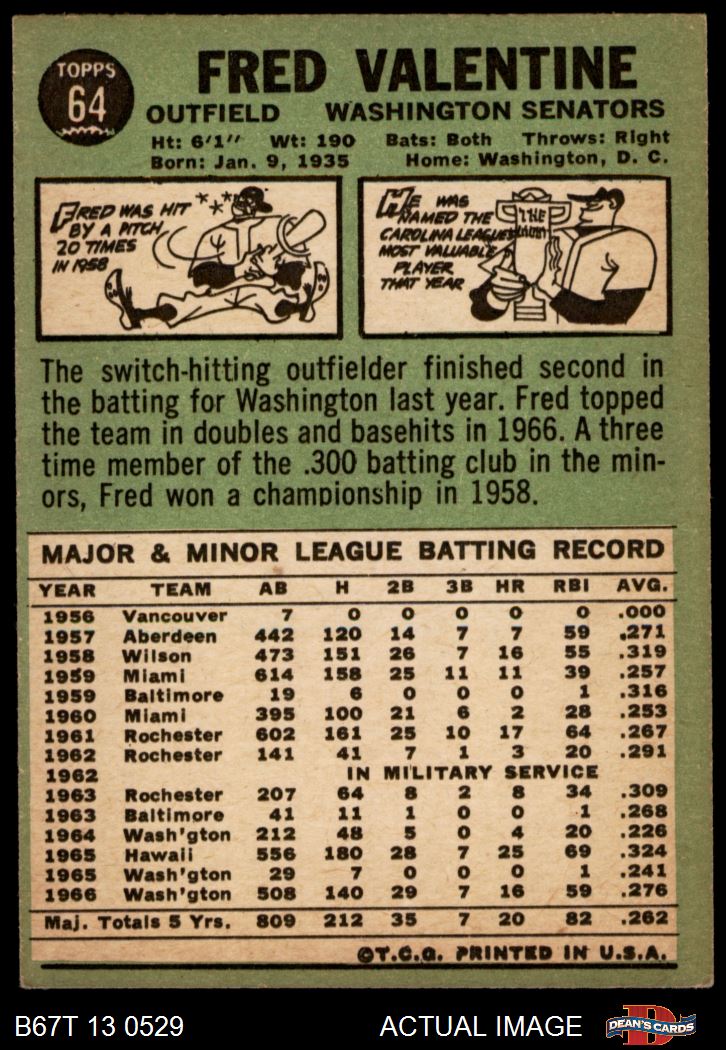 TOPPS
64
FRED VALENTINE
OUTFIELD WASHINGTON SENATORS
Ht: 6'1" Wt: 190 Bats: Both Throws: Right
Born: Jan. 9, 1935 Home: Washington, D. C.
FRED WAS HIT
BY A PITCH,
20 TIMES
IN 1958
HE WAS
NAMED THE
CAROLINA LEAGUE'S
MOST VALUABLE
PLAYER
THAT YEAR
THE
The switch-hitting outfielder finished second in
the batting for Washington last year. Fred topped
the team in doubles and basehits in 1966. A three
time member of the .300 batting club in the min-
ors, Fred won a championship in 1958.
MAJOR & MINOR LEAGUE BATTING RECORD
YEAR TEAM AB H 2B 3B HR RBI AVG.
1956 Vancouver 7 0 0 0 0 0 .000
1957 Aberdeen 442 120 14 7 7 59 .271
1958 Wilson 473 151 26 7 16 55 .319
1959 Miami 614 158 25 11 11 39 .257
1959 Baltimore 19 6 0 0 0 1 .316
1960 Miami 395 100 21 6 2 28 .253
1961 Rochester 602 161 25 10 17 64 .267
1962 Rochester 141 41 7 1 3 20 .291
1962 IN MILITARY SERVICE
1963 Rochester 207 64 8 2 8 34 .309
1963 Baltimore 41 11 1 0 0 1 .268
1964 Wash'gton 212 48 5 0 4 20 .226
1965 Hawaii 556 180 28 7 25 69 .324
1965 Wash'gton 29 7 0 0 0 1 .241
1966 Wash'gton 508 140 29 7 16 59 .276
Maj. Totals 5 Yrs. 809 212 35 7 20 82 .262
©T.C.G. PRINTED IN U.S.A.
B67T 13 0529 ACTUAL IMAGE
D
DEAN'S CARDS